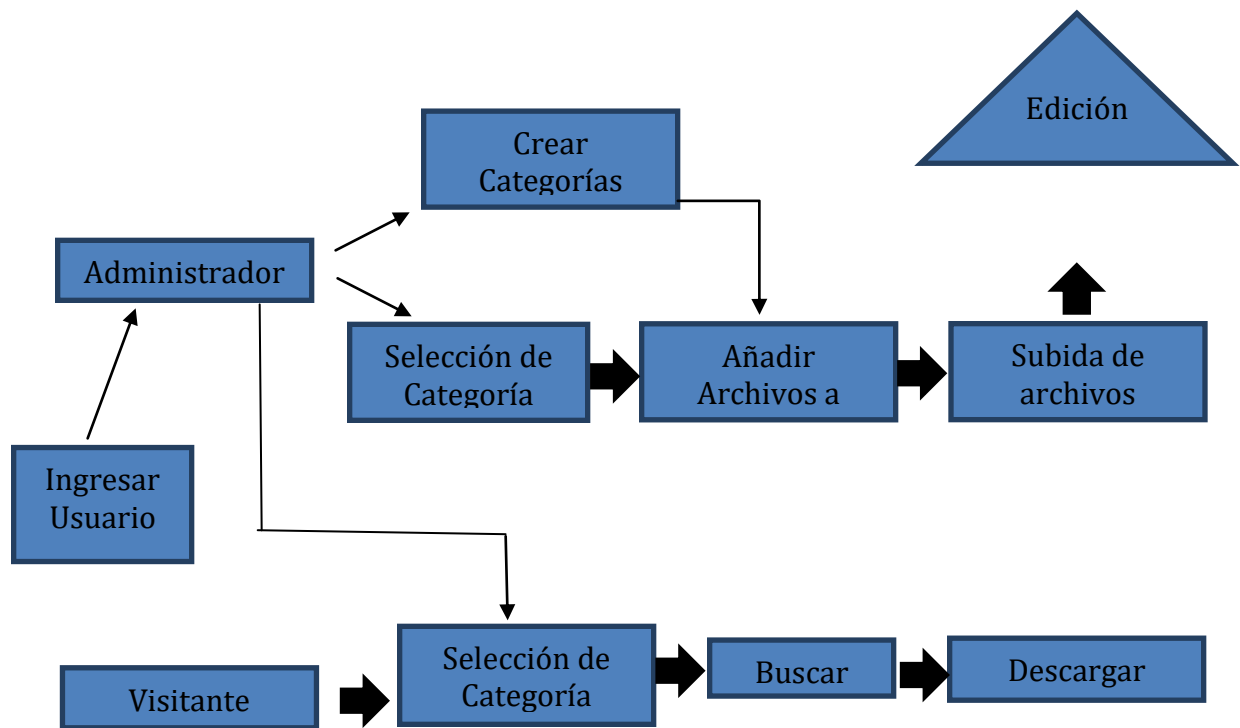 Edición
Crear
Categorías
Administrador
Selección de
Categoría
Añadir
Archivos a
Subida de
archivos
Ingresar
Usuario
Selección de
Categoría
Buscar
Descargar
Visitante